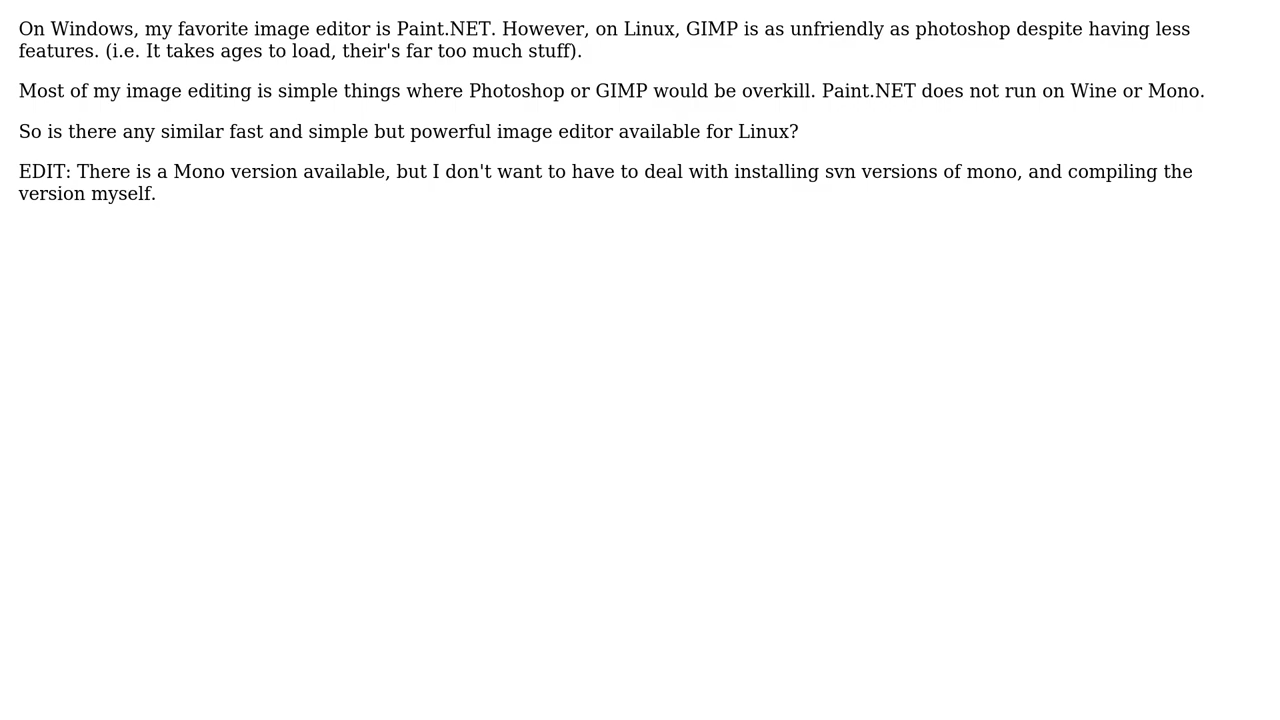 On Windows, my favorite image editor is Paint.NET. However, on Linux, GIMP is as unfriendly as photoshop despite having less
features. (i.e. It takes ages to load, their's far too much stuff).
Most of my image editing is simple things where Photoshop or GIMP would be overkill. Paint.NET does not run on Wine or Mono.
So is there any similar fast and simple but powerful image editor available for Linux?
EDIT: There is a Mono version available, but I don't want to have to deal with installing svn versions of mono, and compiling the
version myself.